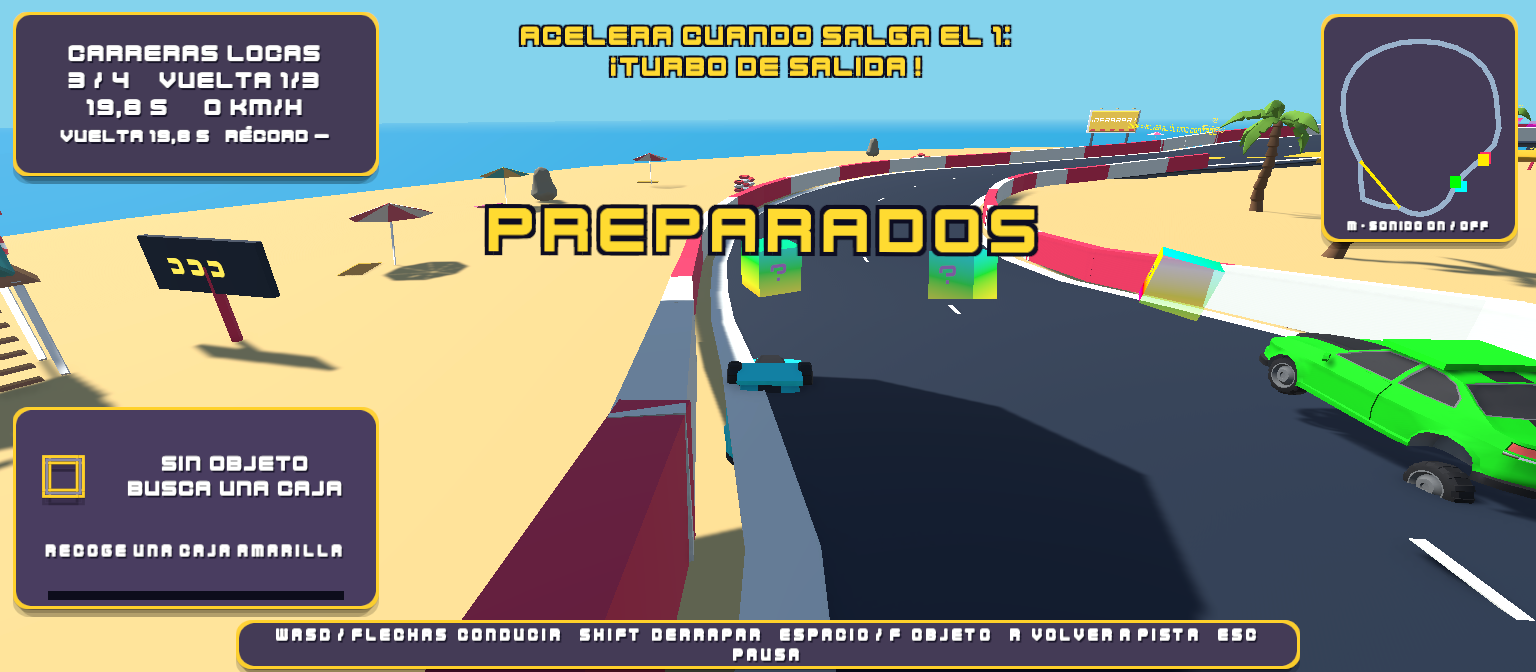 CARRERAS LOCAS
3 / 4 VUELTA 1/3
19,8 S 0 KM/H
VUELTA 19,8 S RÉCORD —
ACELERA CUANDO SALGA EL 1:
¡TURBO DE SALIDA!
M · SONIDO ON / OFF
PREPARADOS
?
?
SIN OBJETO
BUSCA UNA CAJA
RECOGE UNA CAJA AMARILLA
WASD / FLECHAS CONDUCIR SHIFT DERRAPAR ESPACIO / F OBJETO R VOLVER A PISTA ESC
PAUSA